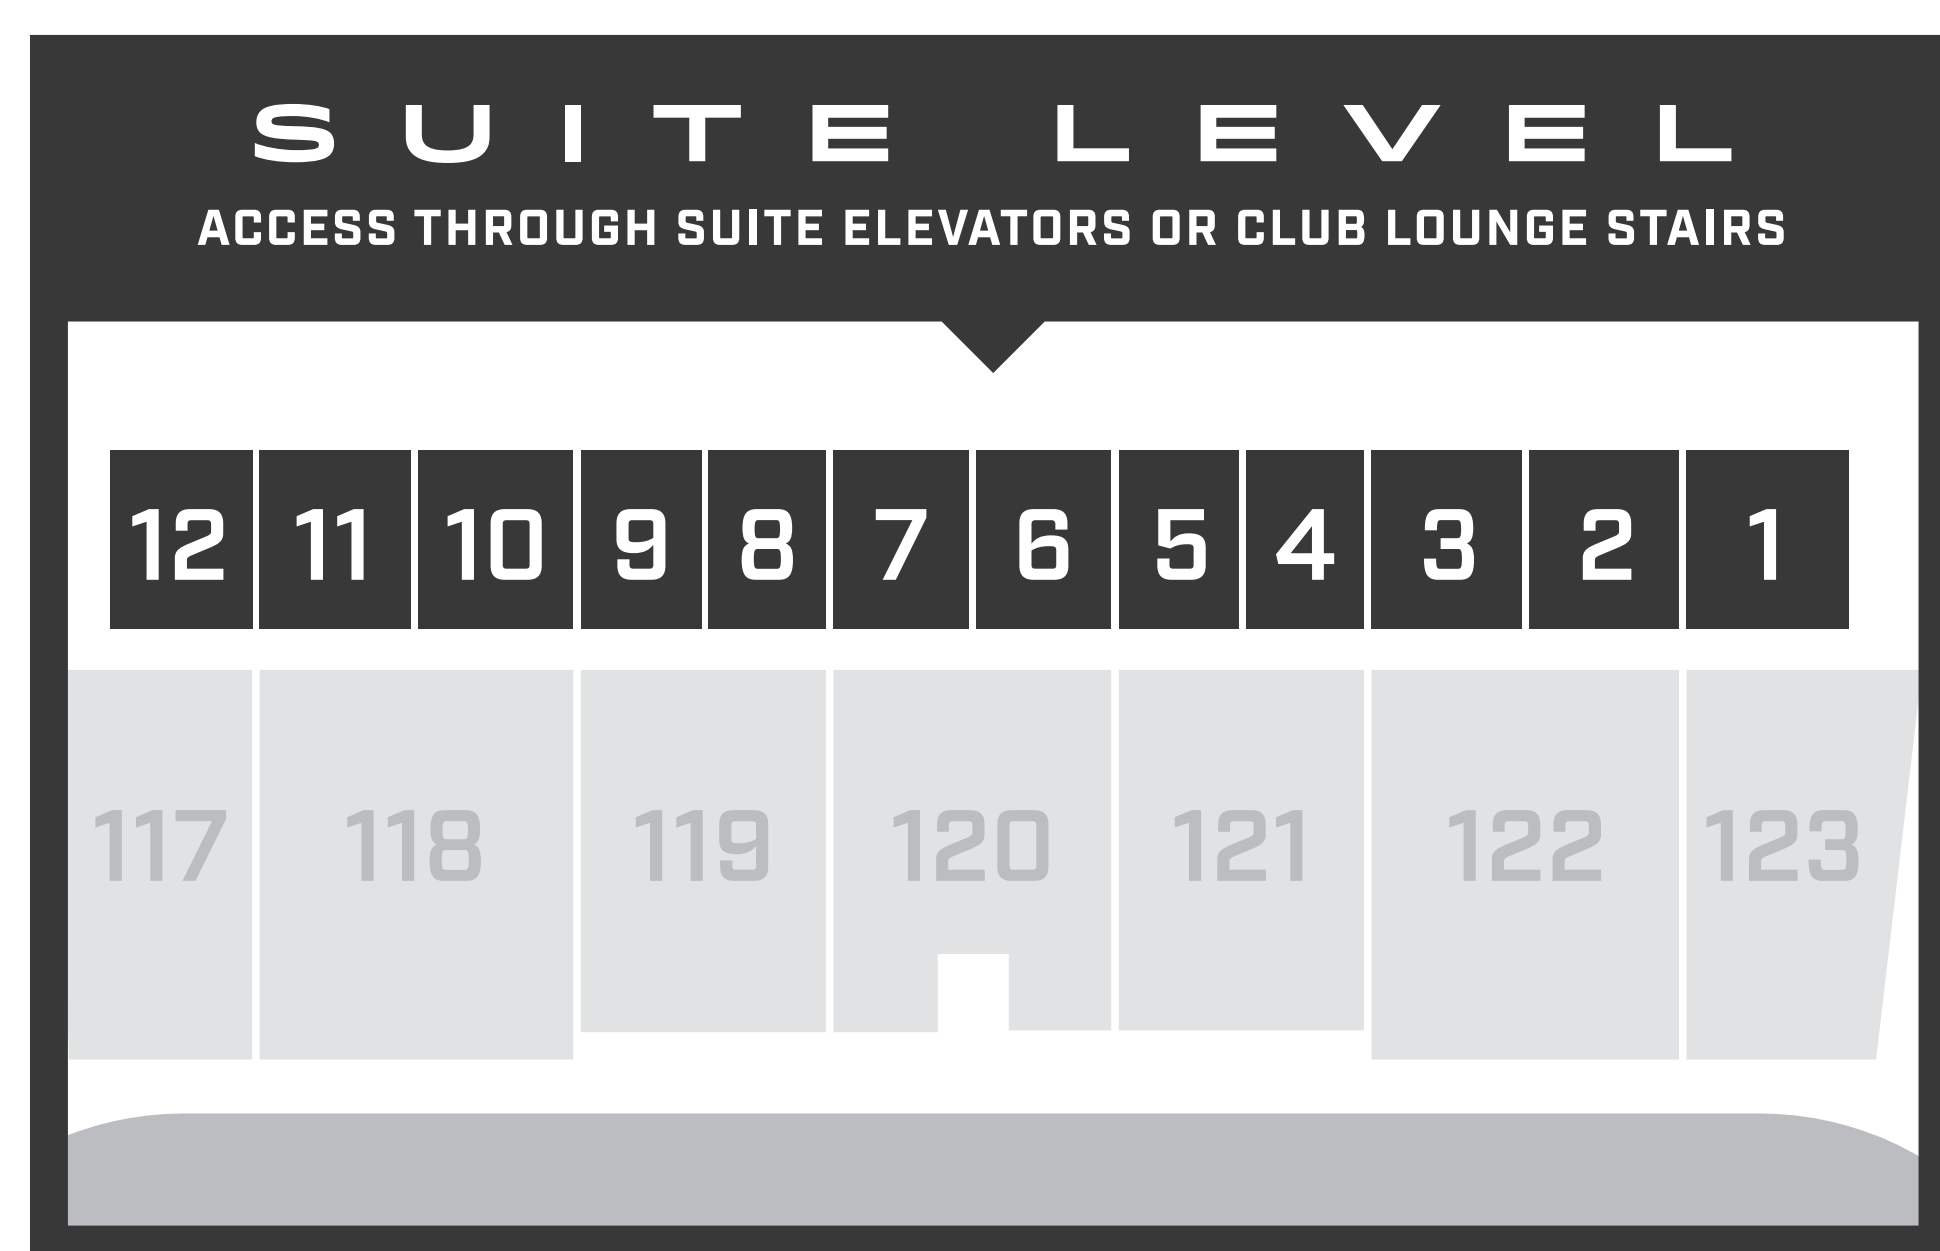 SUITE LEVEL
ACCESS THROUGH SUITE ELEVATORS OR CLUB LOUNGE STAIRS
12 11 10 9 8 7 6 5 4 3 2 1
117 118 119 120 121 122 123